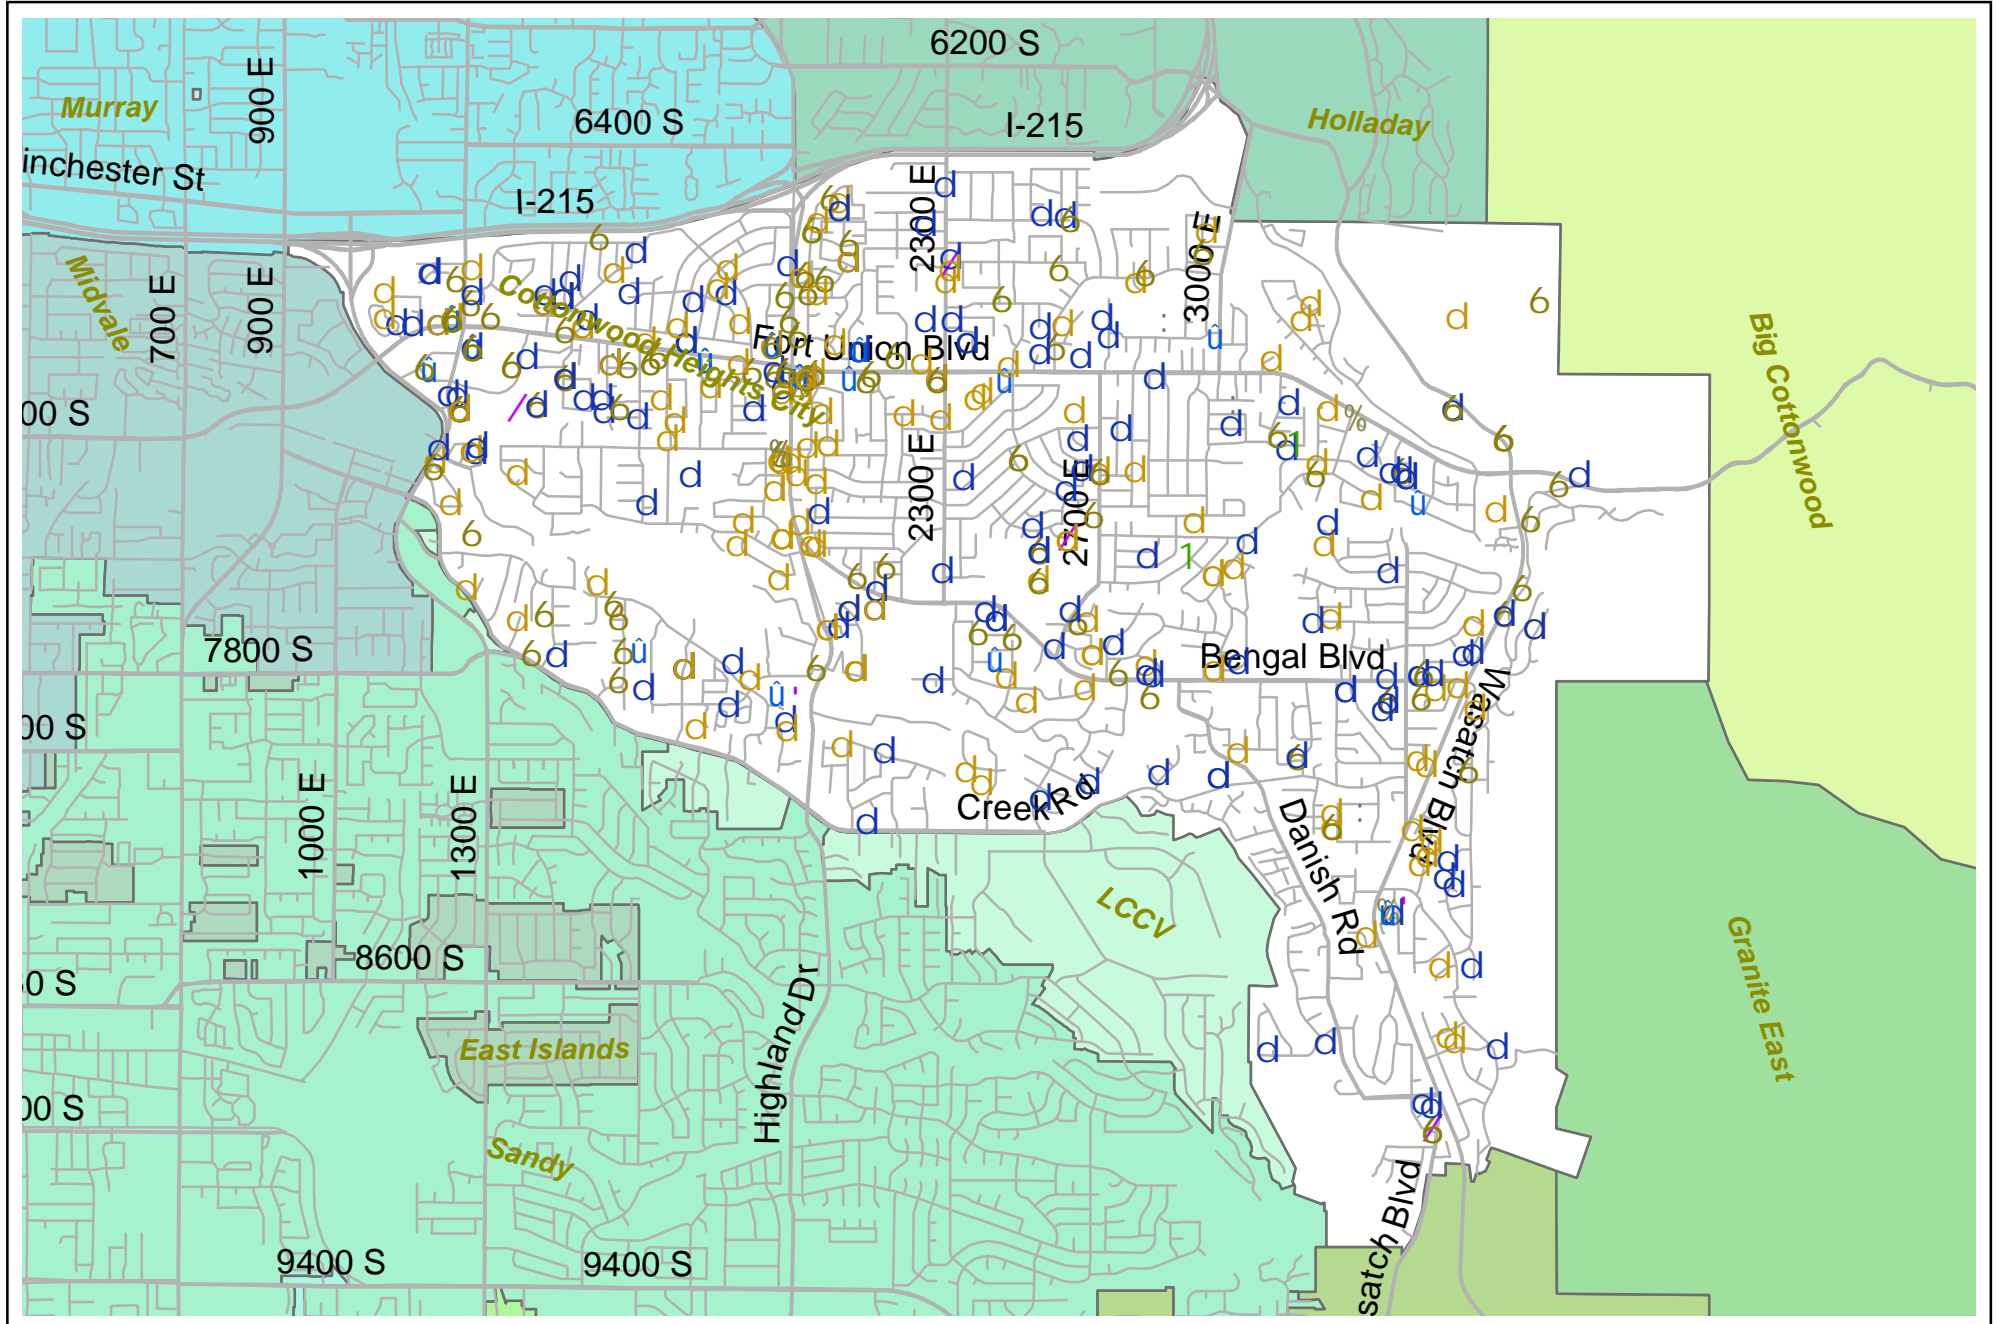 6200 S
Murray
900 E
6400 S
I-215
Holladay
inchester St
I-215
2300 E
3000 E
Midvale
700 E
900 E
Cottonwood Heights City
Fort Union Blvd
Big Cottonwood
00 S
2300 E
2700 E
7800 S
Bengal Blvd
Wasatch Blvd
00 S
1000 E
1300 E
Creek Rd
Danish Rd
LCCV
Granite East
8600 S
0 S
Highland Dr
East Islands
00 S
Sandy
satch Blvd
9400 S
9400 S